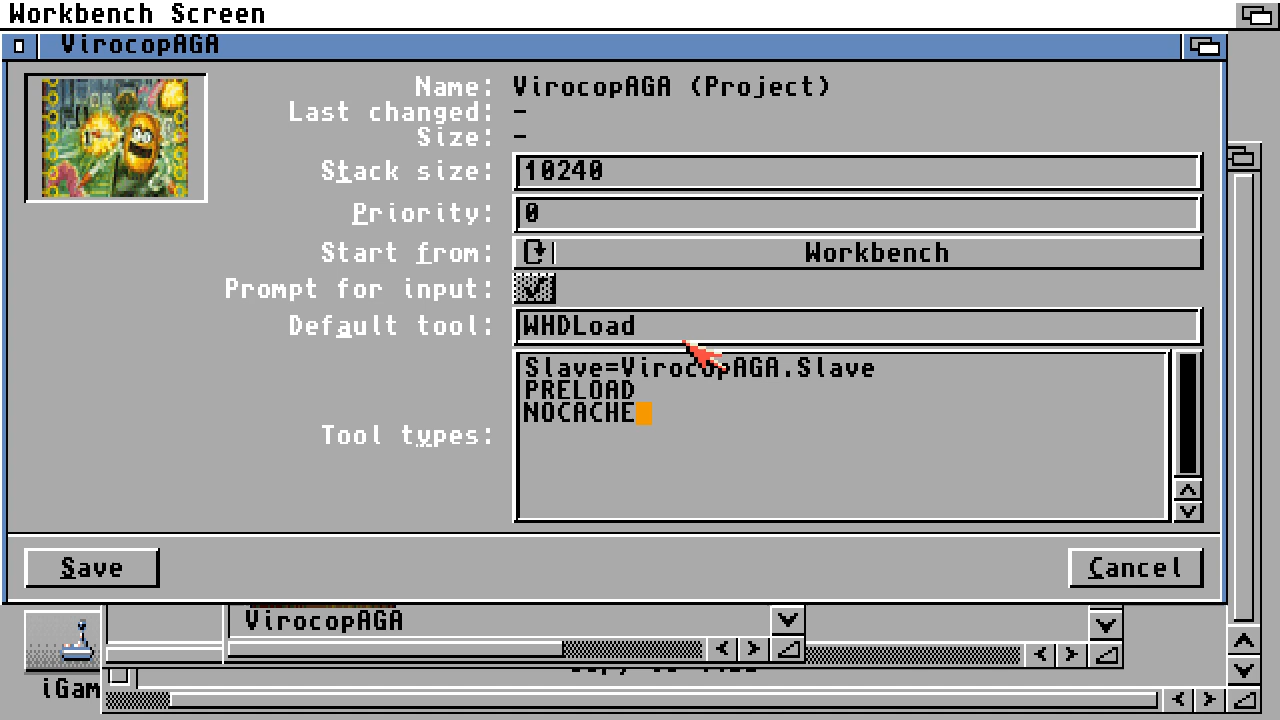 Workbench Screen
VirocopAGA
Name: VirocopAGA (Project)
Last changed: -
Size: -
Stack size: 10240
Priority: 0
Start from: Workbench
Prompt for input:
Default tool: WHDLoad
Slave=VirocopAGA.Slave
PRELOAD
NOCACHE
Tool types:
Save
Cancel
VirocopAGA
iGam